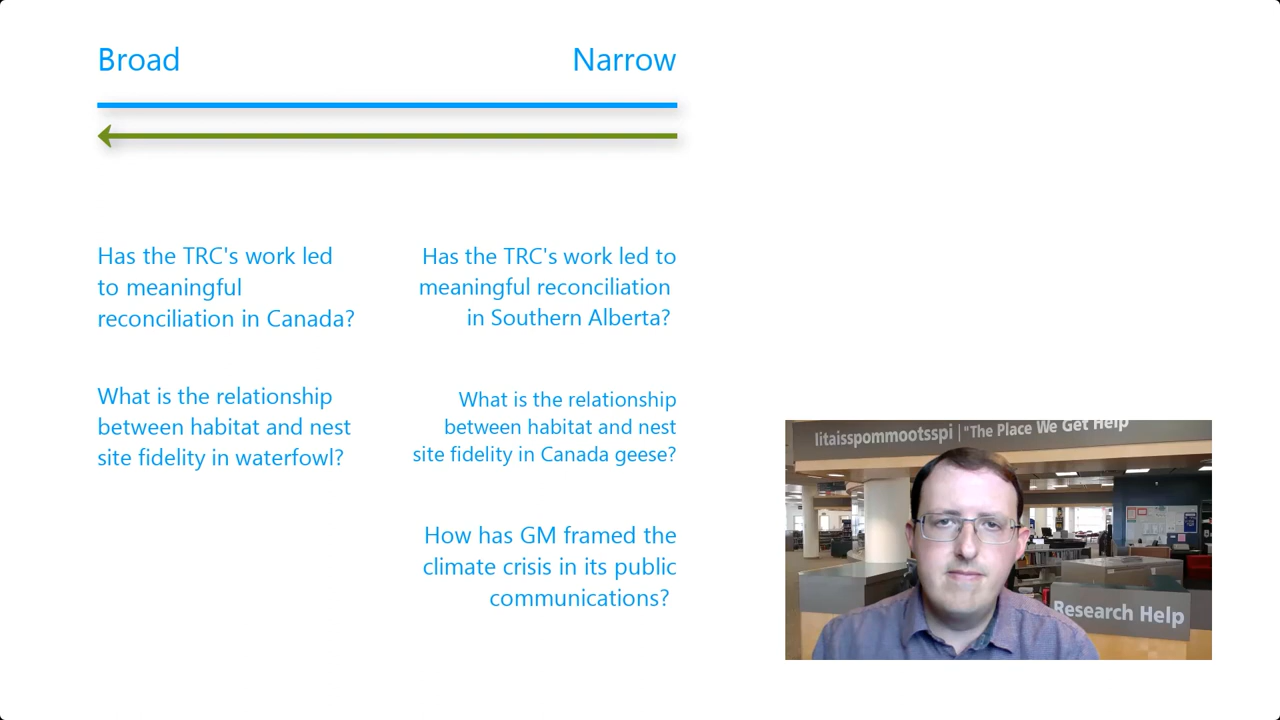 Broad
Narrow
Has the TRC's work led
to meaningful
reconciliation in Canada?
Has the TRC's work led to
meaningful reconciliation
in Southern Alberta?
What is the relationship
between habitat and nest
site fidelity in waterfowl?
What is the relationship
between habitat and nest
site fidelity in Canada geese?
How has GM framed the
climate crisis in its public
communications?
Iitaisspommootsspi | "The Place We Get Help
Research Help